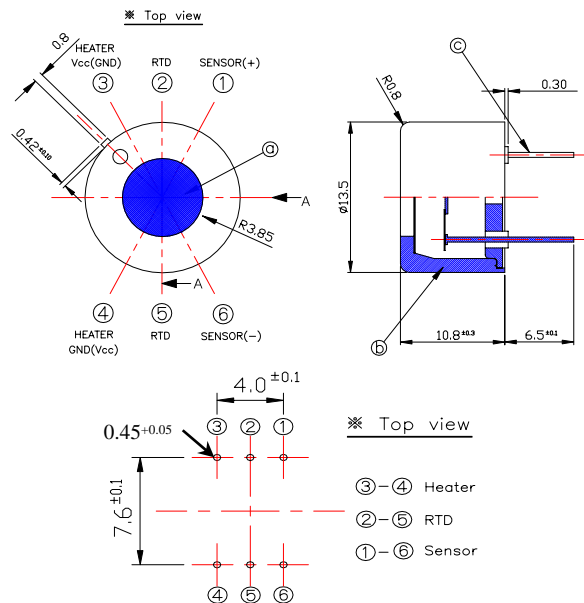 ※ Top view
HEATER
Vcc(GND)
RTD
SENSOR(+)
③
②
①
0.8
0.42±0.10
ⓐ
A
R3.85
A
④
⑤
⑥
HEATER
GND(Vcc)
RTD
SENSOR(-)
ⓒ
R0.8
0.30
ø13.5
10.8±0.3
6.5±0.1
ⓑ
4.0±0.1
③ ② ①
0.45+0.05
7.6±0.1
④ ⑤ ⑥
※ Top view
③-④ Heater
②-⑤ RTD
①-⑥ Sensor